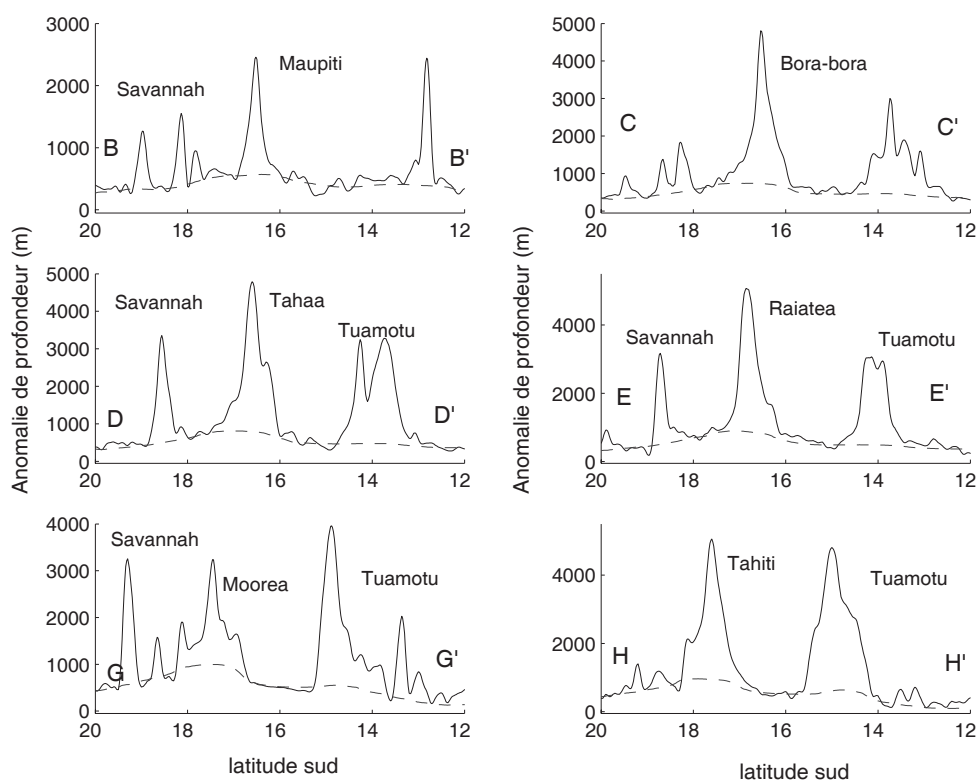 3000
2000
1000
0
Savannah
Maupiti
B
B'
20
18
16
14
12
5000
4000
3000
2000
1000
0
Bora-bora
C
C'
20
18
16
14
12
Anomalie de profondeur (m)
5000
4000
3000
2000
1000
0
Savannah
Tahaa
Tuamotu
D
D'
20
18
16
14
12
Anomalie de profondeur (m)
4000
2000
0
Savannah
Raiatea
Tuamotu
E
E'
20
18
16
14
12
4000
3000
2000
1000
0
Savannah
Moorea
Tuamotu
G
G'
20
18
16
14
12
latitude sud
4000
2000
0
Tahiti
Tuamotu
H
H'
20
18
16
14
12
latitude sud